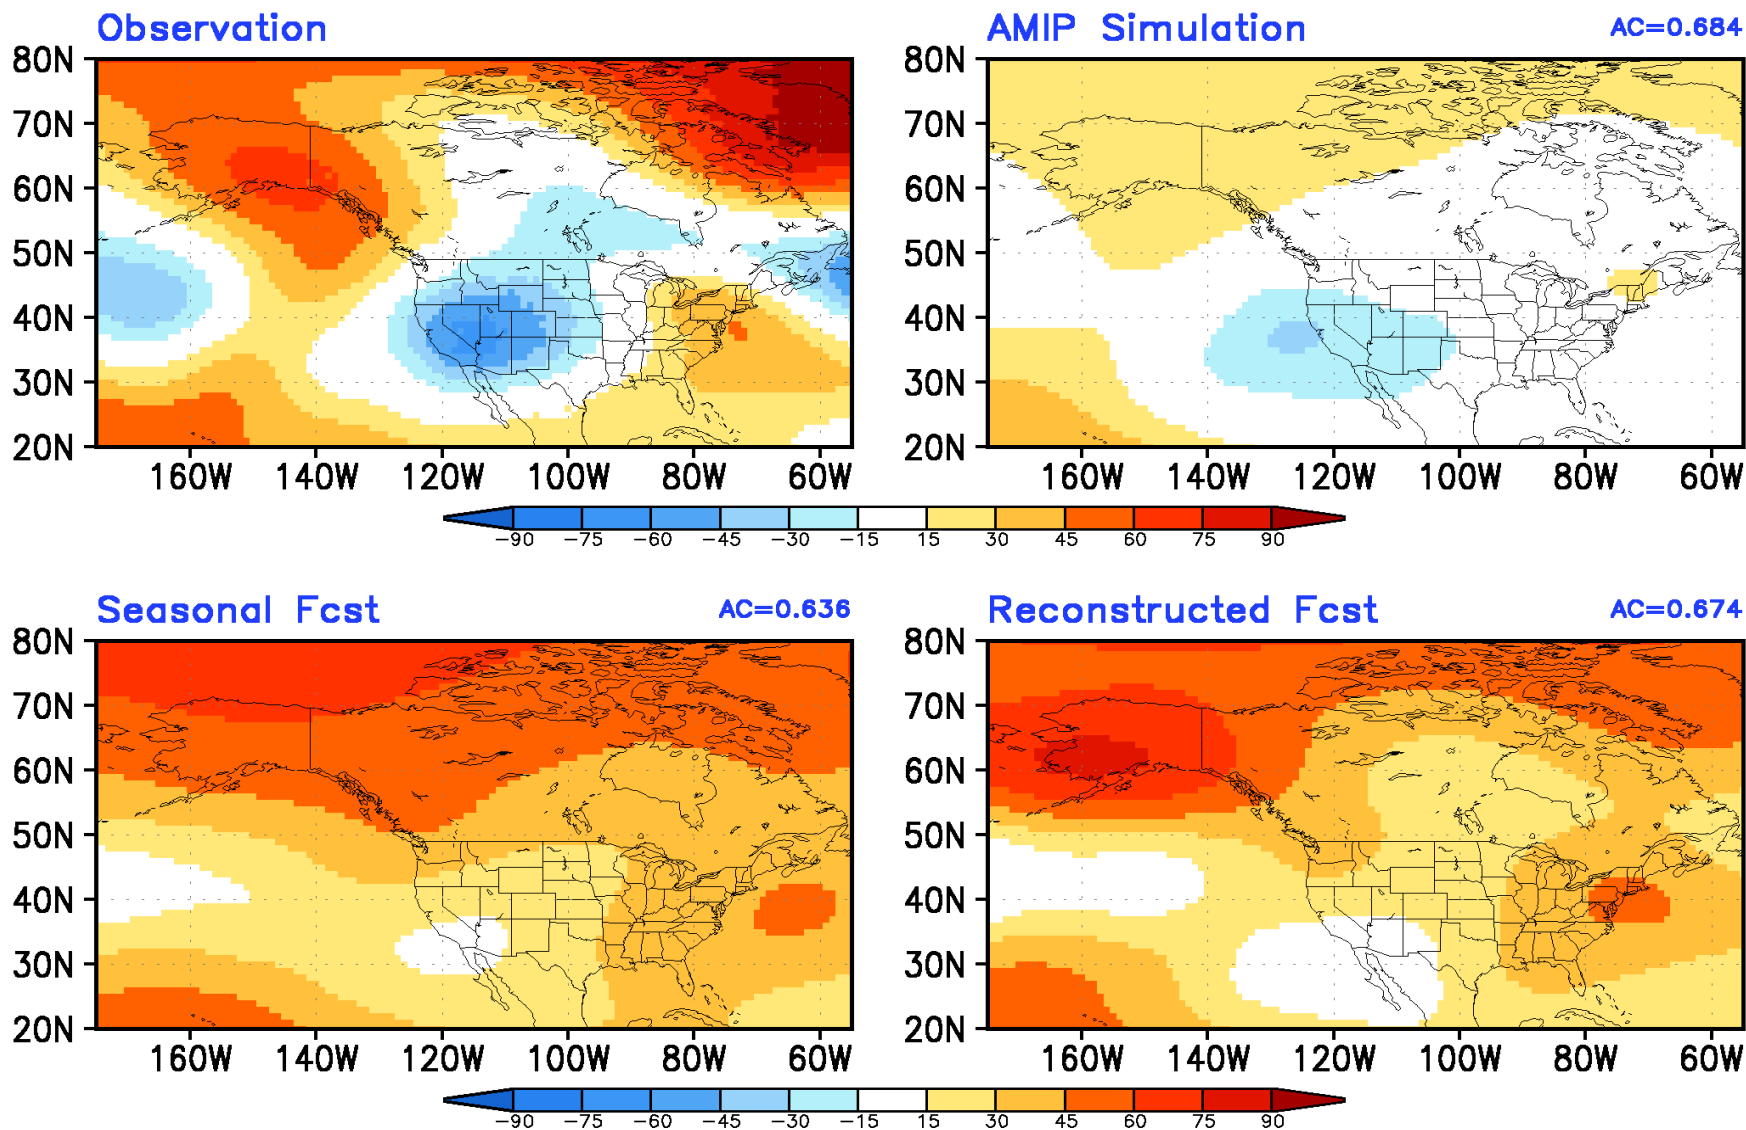 Observation
AMIP Simulation AC=0.684
80N
70N
60N
50N
40N
30N
20N
160W 140W 120W 100W 80W 60W
80N
70N
60N
50N
40N
30N
20N
160W 140W 120W 100W 80W 60W
−90 −75 −60 −45 −30 −15 15 30 45 60 75 90
Seasonal Fcst AC=0.636
Reconstructed Fcst AC=0.674
80N
70N
60N
50N
40N
30N
20N
160W 140W 120W 100W 80W 60W
80N
70N
60N
50N
40N
30N
20N
160W 140W 120W 100W 80W 60W
−90 −75 −60 −45 −30 −15 15 30 45 60 75 90